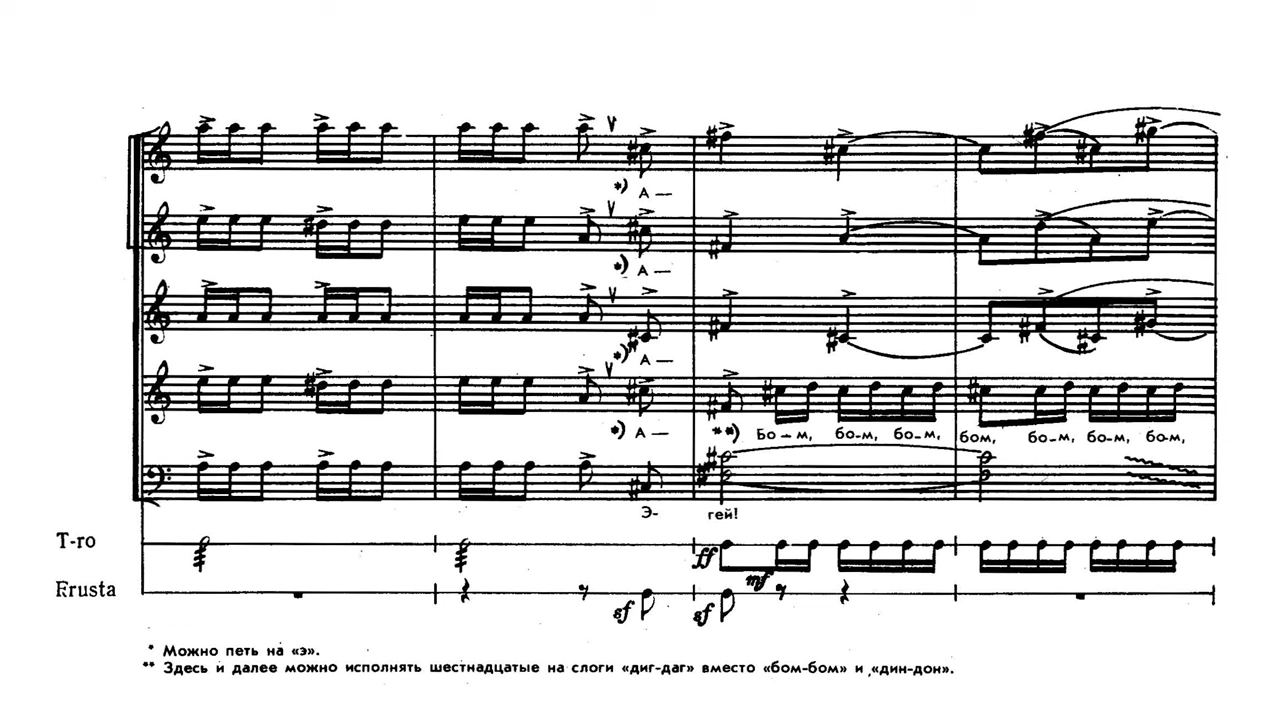 *) А —
*) А —
*) А —
*) А — **) Бо - м, бо-м, бо-м, бом, бо-м, бо-м, бо-м,
Э- гей!
T-ro ff mf
Frusta sf sf
* Можно петь на «э».
** Здесь и далее можно исполнять шестнадцатые на слоги «диг-даг» вместо «бом-бом» и «дин-дон».